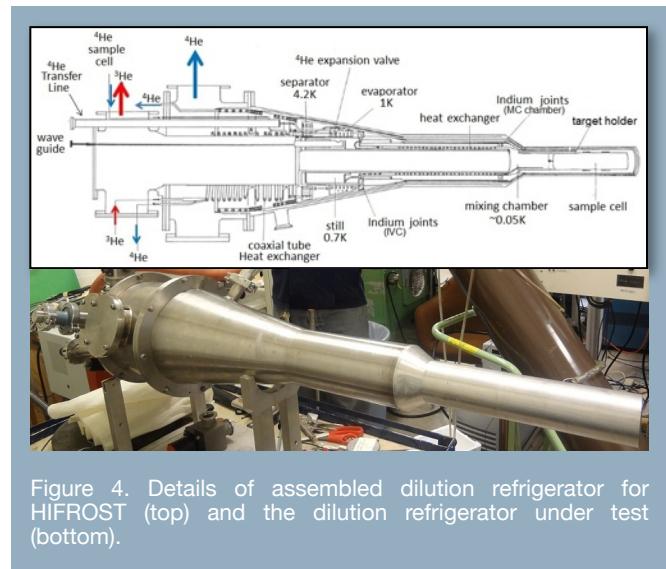 ⁴He
sample
cell
⁴He
Transfer
Line
³He
⁴He
⁴He
wave
guide
³He
⁴He
separator
4.2K
⁴He expansion valve
evaporator
1K
heat exchanger
Indium joints
(MC chamber)
target holder
coaxial tube
Heat exchanger
still
0.7K
Indium joints
(IVC)
mixing chamber
~0.05K
sample cell
Figure 4. Details of assembled dilution refrigerator for
HIFROST (top) and the dilution refrigerator under test
(bottom).